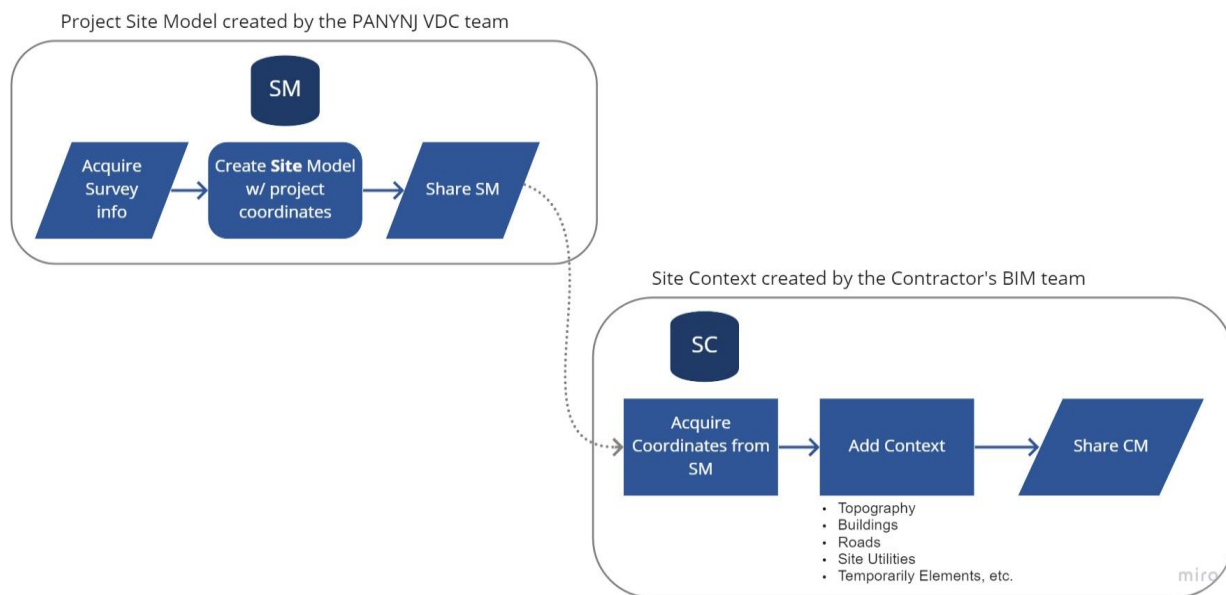 Project Site Model created by the PANYNJ VDC team
SM
Acquire
Survey
info
Create Site Model
w/ project
coordinates
Share SM
Site Context created by the Contractor's BIM team
SC
Acquire
Coordinates from
SM
Add Context
Share CM
• Topography
• Buildings
• Roads
• Site Utilities
• Temporarily Elements, etc.
miro